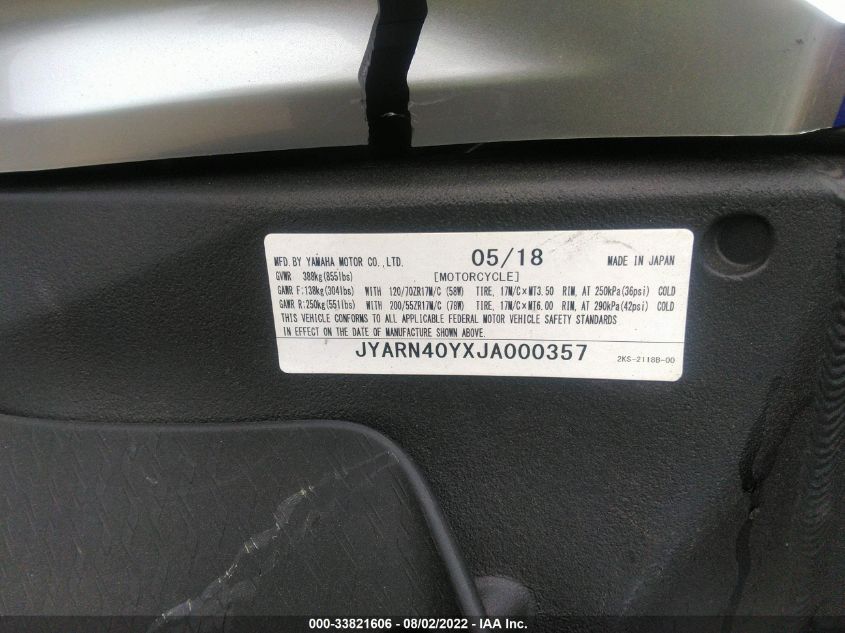 MFD. BY YAMAHA MOTOR CO., LTD. 05/18 MADE IN JAPAN
GVWR 388kg(855lbs) [MOTORCYCLE]
GAWR F:138kg(304lbs) WITH 120/70ZR17M/C (58W) TIRE, 17M/C×MT3.50 RIM, AT 250kPa(36psi) COLD
GAWR R:250kg(551lbs) WITH 200/55ZR17M/C (78W) TIRE, 17M/C×MT6.00 RIM, AT 290kPa(42psi) COLD
THIS VEHICLE CONFORMS TO ALL APPLICABLE FEDERAL MOTOR VEHICLE SAFETY STANDARDS
IN EFFECT ON THE DATE OF MANUFACTURE SHOWN ABOVE.
JYARN40YXJA000357 2KS-2118B-00
000-33821606 - 08/02/2022 - IAA Inc.